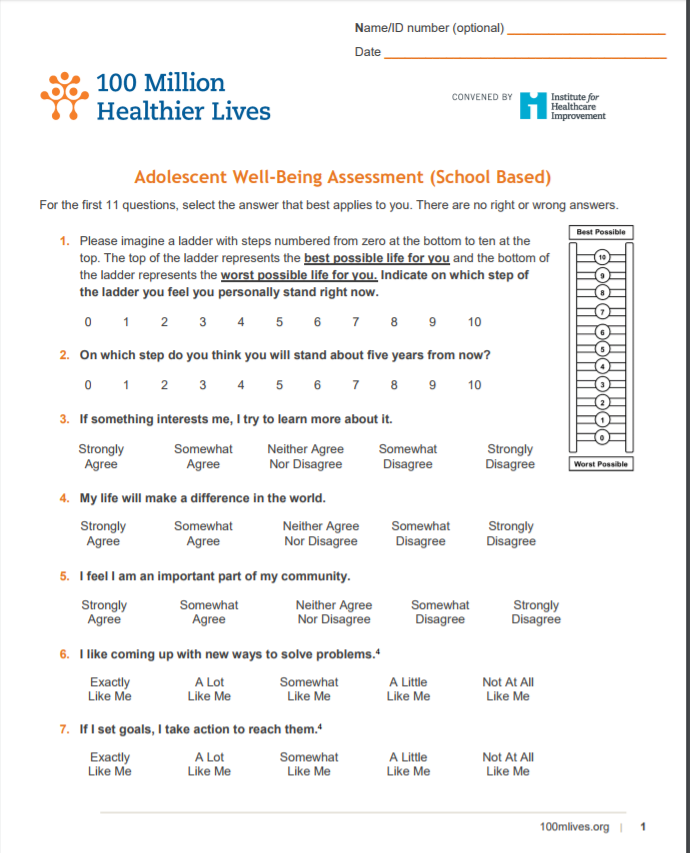 Name/ID number (optional)
Date
100 Million
Healthier Lives
CONVENED BY
Institute for
Healthcare
Improvement
Adolescent Well-Being Assessment (School Based)
For the first 11 questions, select the answer that best applies to you. There are no right or wrong answers.
1. Please imagine a ladder with steps numbered from zero at the bottom to ten at the
top. The top of the ladder represents the best possible life for you and the bottom of
the ladder represents the worst possible life for you. Indicate on which step of
the ladder you feel you personally stand right now.
0 1 2 3 4 5 6 7 8 9 10
Best Possible
10
9
8
7
6
5
4
3
2
1
0
Worst Possible
2. On which step do you think you will stand about five years from now?
0 1 2 3 4 5 6 7 8 9 10
3. If something interests me, I try to learn more about it.
Strongly Somewhat Neither Agree Somewhat Strongly
Agree Agree Nor Disagree Disagree Disagree
4. My life will make a difference in the world.
Strongly Somewhat Neither Agree Somewhat Strongly
Agree Agree Nor Disagree Disagree Disagree
5. I feel I am an important part of my community.
Strongly Somewhat Neither Agree Somewhat Strongly
Agree Agree Nor Disagree Disagree Disagree
6. I like coming up with new ways to solve problems.⁴
Exactly A Lot Somewhat A Little Not At All
Like Me Like Me Like Me Like Me Like Me
7. If I set goals, I take action to reach them.⁴
Exactly A Lot Somewhat A Little Not At All
Like Me Like Me Like Me Like Me Like Me
100mlives.org | 1